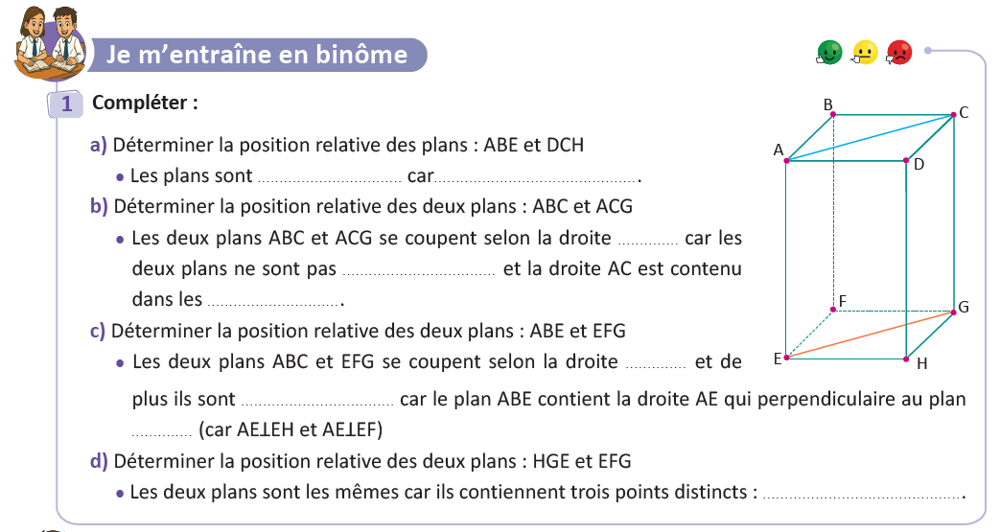 Je m'entraîne en binôme
1 Compléter :
a) Déterminer la position relative des plans : ABE et DCH
• Les plans sont ........................................ car........................................................ .
b) Déterminer la position relative des deux plans : ABC et ACG
• Les deux plans ABC et ACG se coupent selon la droite .............. car les
deux plans ne sont pas .................................... et la droite AC est contenu
dans les ............................... .
c) Déterminer la position relative des deux plans : ABE et EFG
• Les deux plans ABC et EFG se coupent selon la droite .............. et de
plus ils sont .................................... car le plan ABE contient la droite AE qui perpendiculaire au plan
.............. (car AE⊥EH et AE⊥EF)
d) Déterminer la position relative des deux plans : HGE et EFG
• Les deux plans sont les mêmes car ils contiennent trois points distincts : .............................................. .
B
C
A
D
F
G
E
H